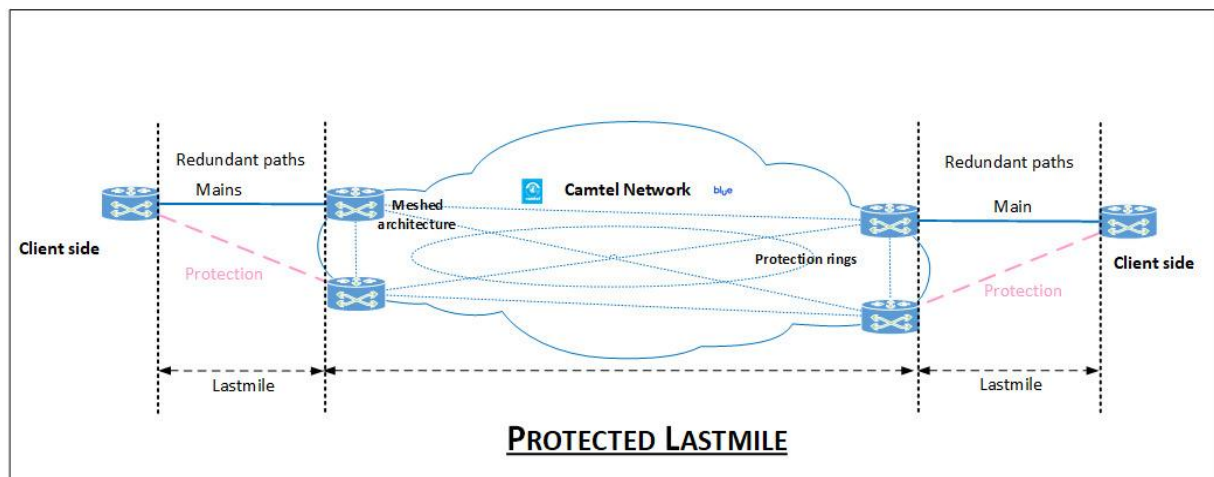 Redundant paths
Mains
Client side
Protection
Lastmile
Meshed
architecture
Camtel Network
blue
Protection rings
Redundant paths
Main
Client side
Protection
Lastmile
PROTECTED LASTMILE